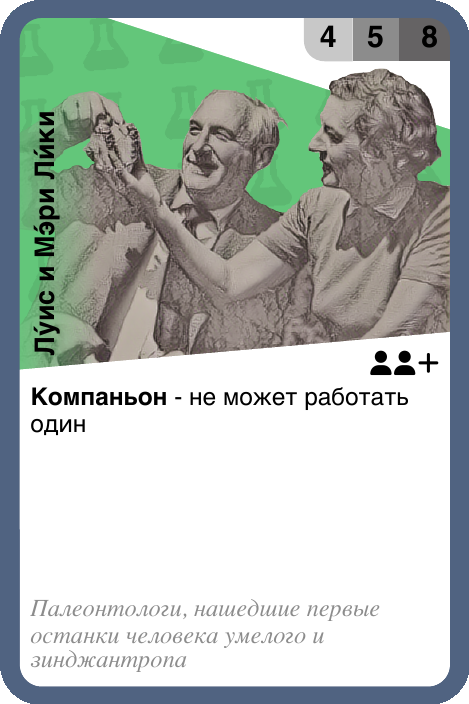 4 5 8
Лу́ис и Мэ́ри Ли́ки
Компаньон - не может работать
один
Палеонтологи, нашедшие первые
останки человека умелого и
зинджантропа